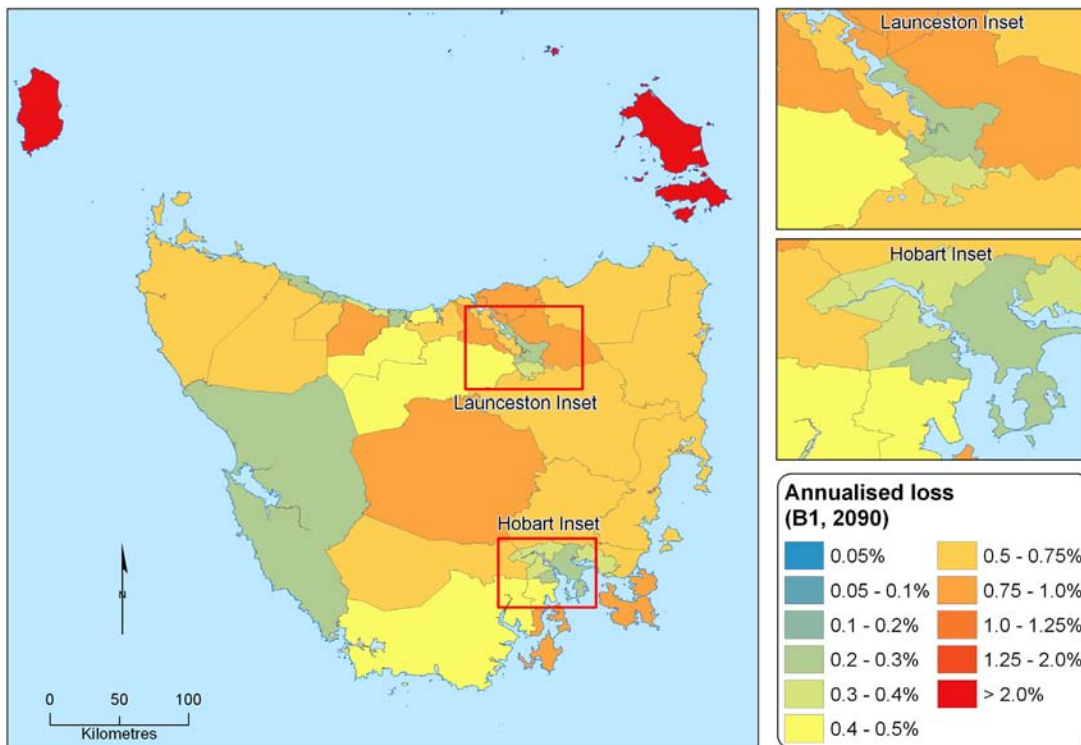 Launceston Inset
Hobart Inset
Launceston Inset
Hobart Inset
N
0 50 100
Kilometres
Annualised loss
(B1, 2090)
0.05%
0.05 - 0.1%
0.1 - 0.2%
0.2 - 0.3%
0.3 - 0.4%
0.4 - 0.5%
0.5 - 0.75%
0.75 - 1.0%
1.0 - 1.25%
1.25 - 2.0%
> 2.0%